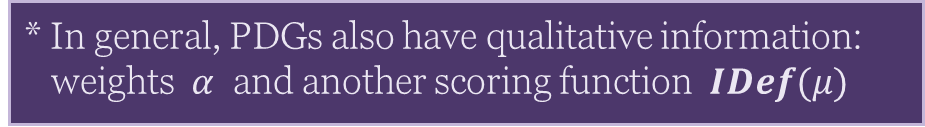 * In general, PDGs also have qualitative information:
weights α and another scoring function IDef(μ)